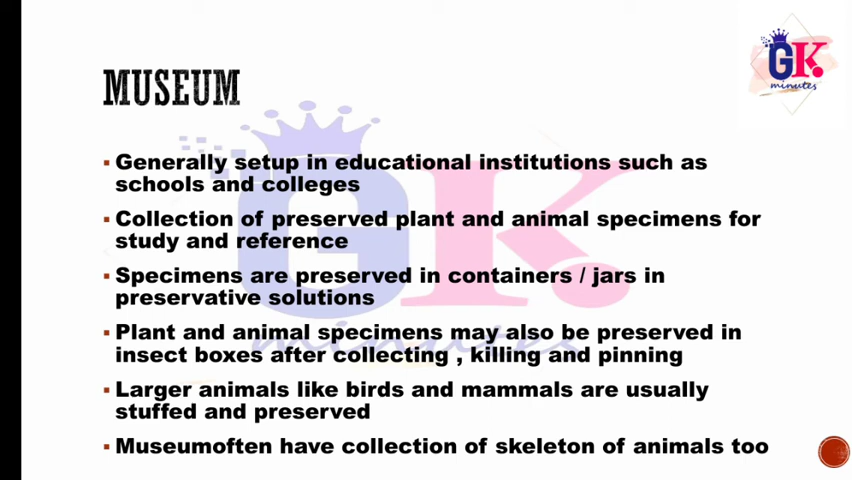 GK
minutes
MUSEUM
▪ Generally setup in educational institutions such as
schools and colleges
▪ Collection of preserved plant and animal specimens for
study and reference
▪ Specimens are preserved in containers / jars in
preservative solutions
▪ Plant and animal specimens may also be preserved in
insect boxes after collecting , killing and pinning
▪ Larger animals like birds and mammals are usually
stuffed and preserved
▪ Museumoften have collection of skeleton of animals too
GK
minutes